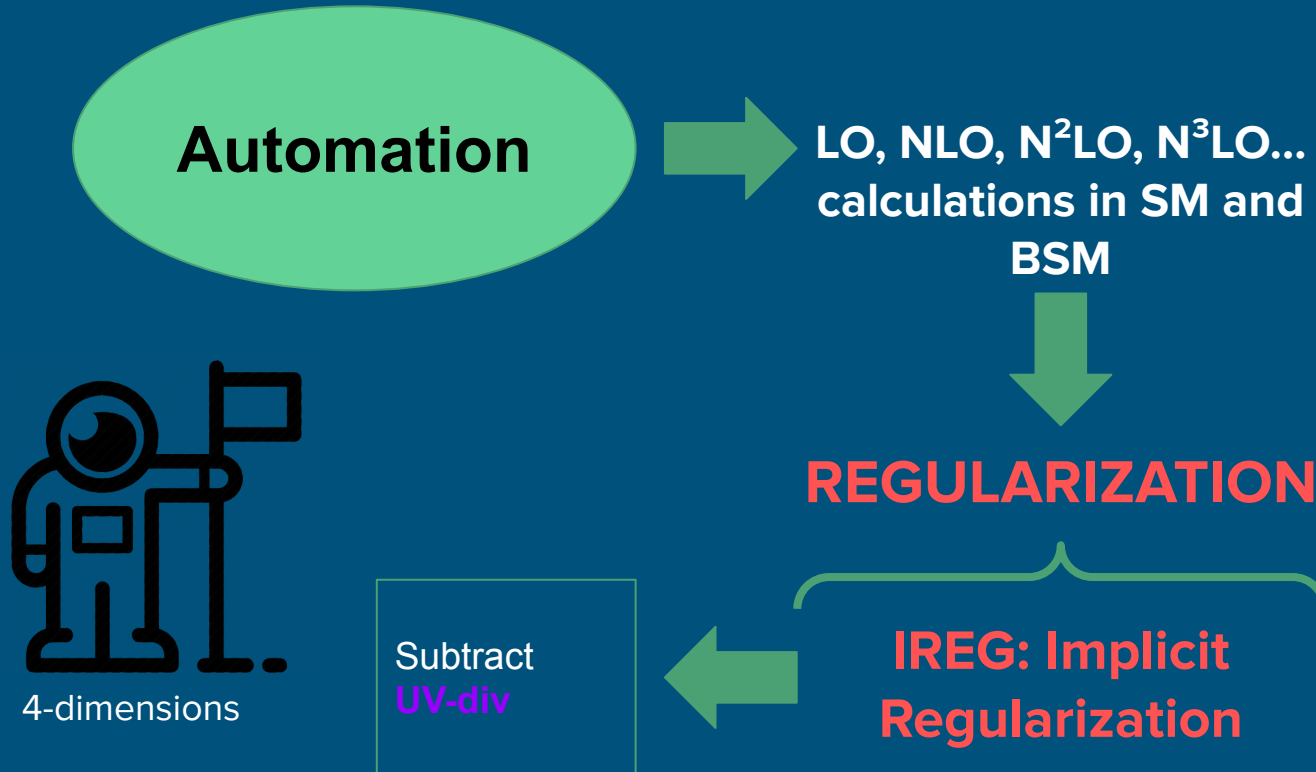 Automation
LO, NLO, N²LO, N³LO...
calculations in SM and
BSM
REGULARIZATION
IREG: Implicit
Regularization
Subtract
UV-div
4-dimensions